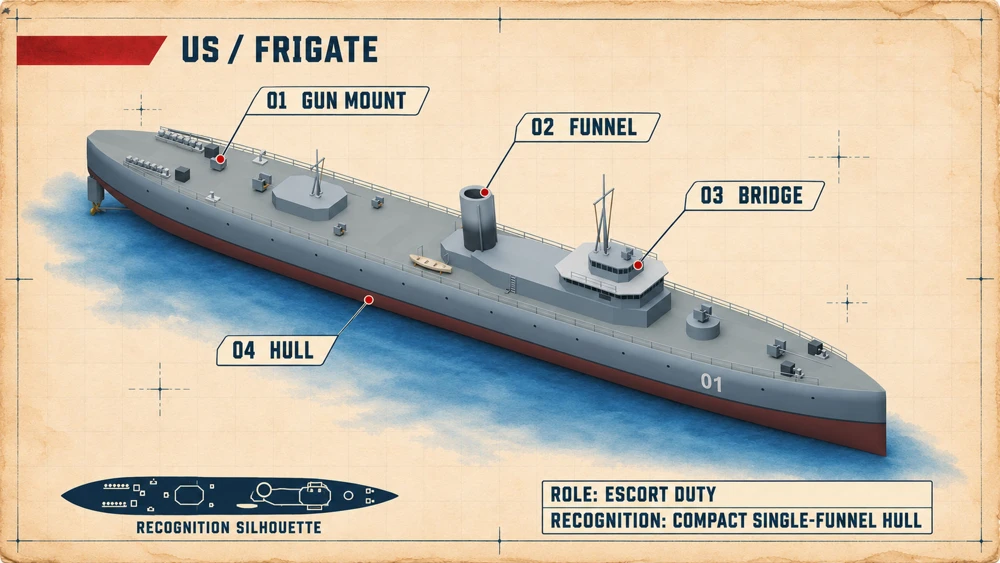 US / FRIGATE
01 GUN MOUNT
02 FUNNEL
03 BRIDGE
04 HULL
01
RECOGNITION SILHOUETTE
ROLE: ESCORT DUTY
RECOGNITION: COMPACT SINGLE-FUNNEL HULL